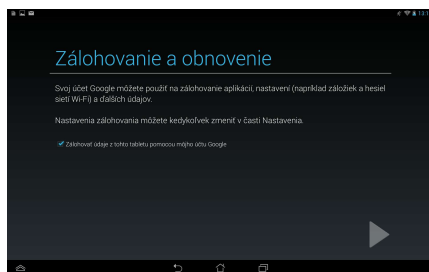 Zálohovanie a obnovenie
Svoj účet Google môžete použiť na zálohovanie aplikácií, nastavení (napríklad záložiek a hesiel
sietí Wi-Fi) a ďalších údajov.
Nastavenia zálohovania môžete kedykoľvek zmeniť v časti Nastavenia.
Zálohovať údaje z tohto tabletu pomocou môjho účtu Google